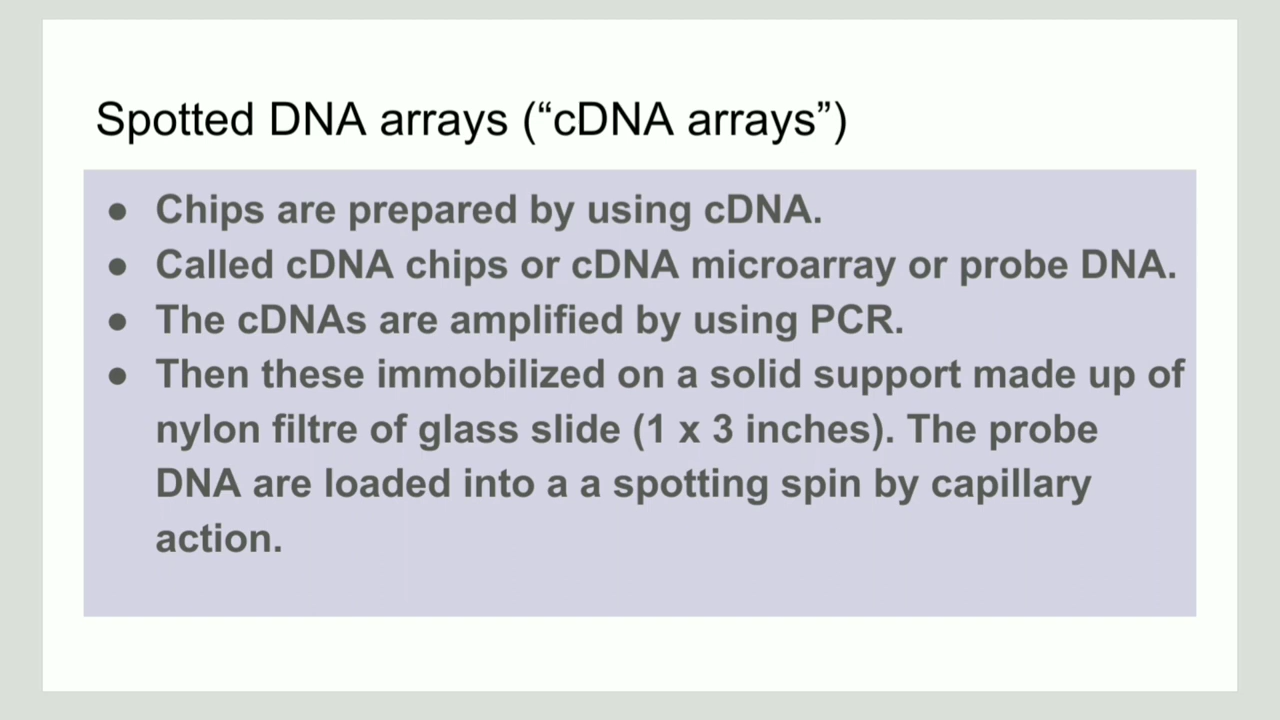 Spotted DNA arrays (“cDNA arrays”)
● Chips are prepared by using cDNA.
● Called cDNA chips or cDNA microarray or probe DNA.
● The cDNAs are amplified by using PCR.
● Then these immobilized on a solid support made up of
nylon filtre of glass slide (1 x 3 inches). The probe
DNA are loaded into a a spotting spin by capillary
action.